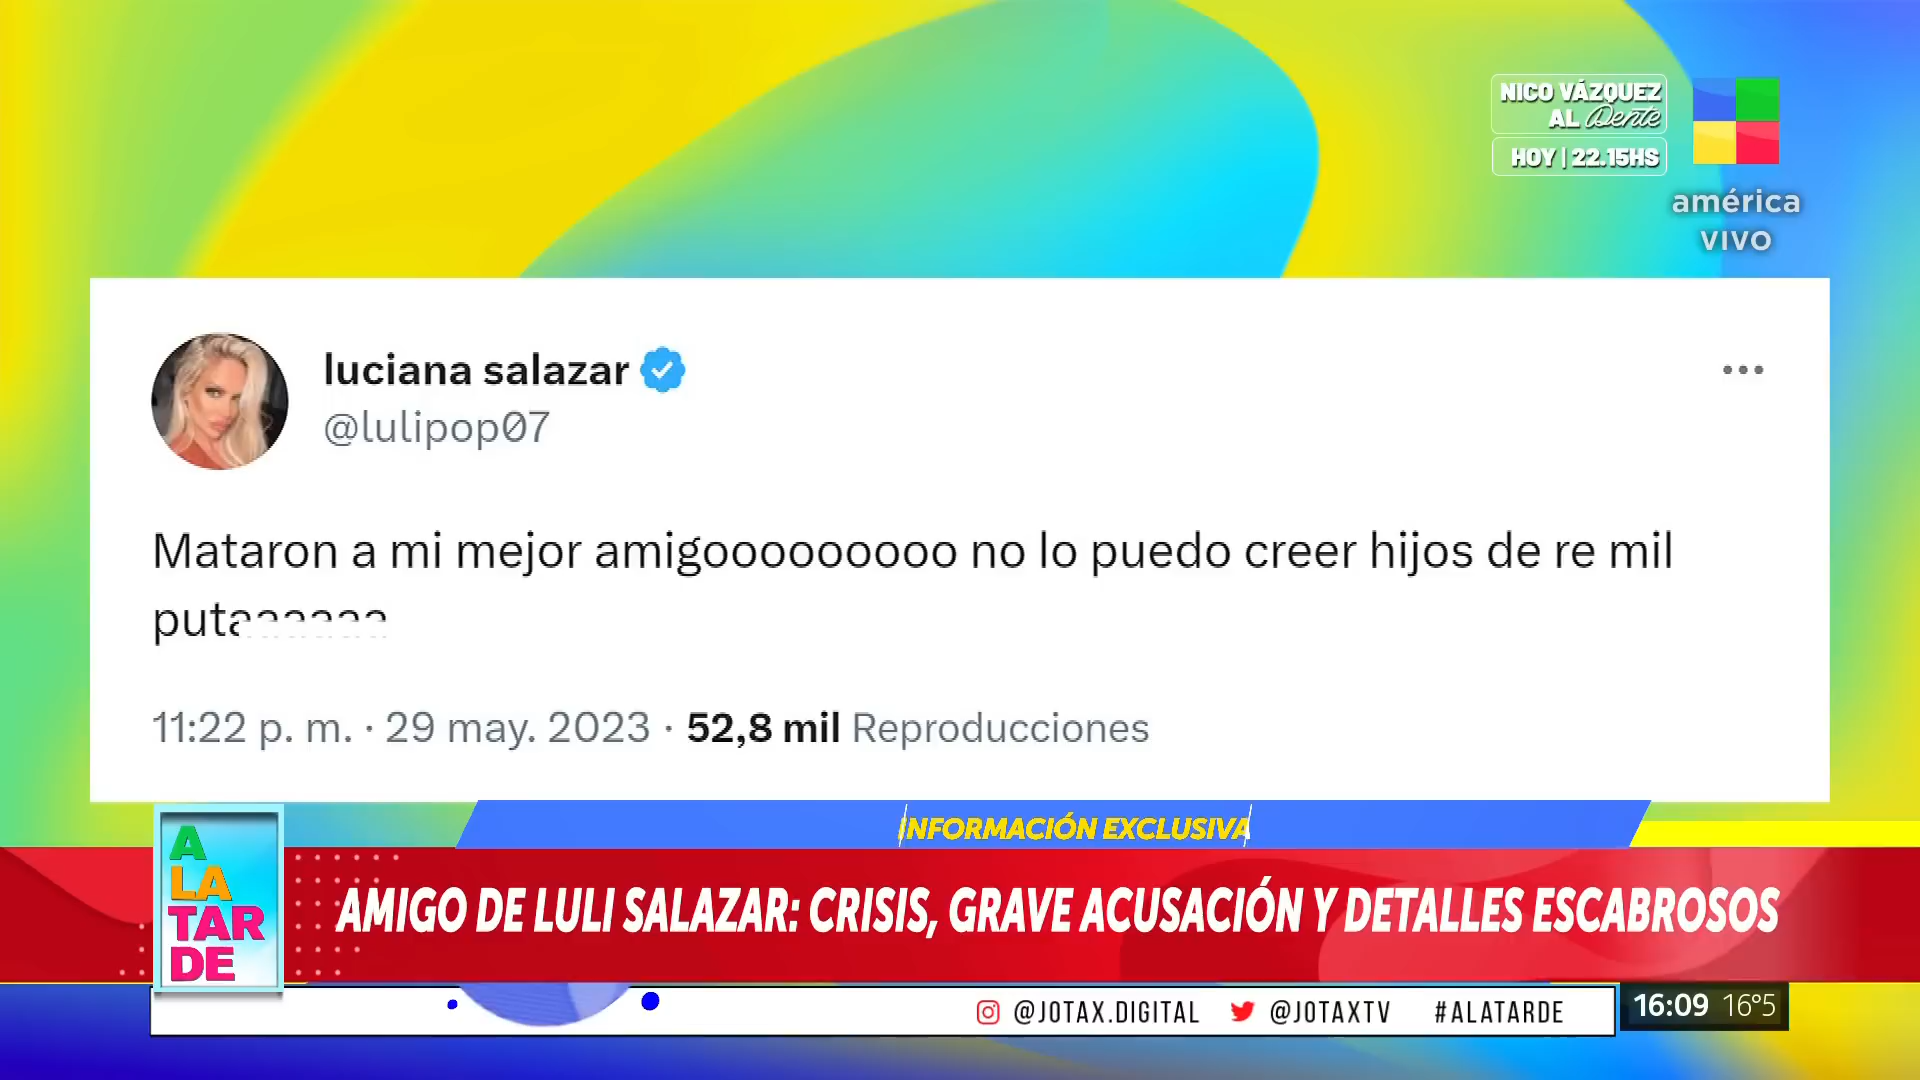 NICO VÁZQUEZ
AL Dente
HOY | 22.15HS
américa
VIVO
luciana salazar
@lulipop07
Mataron a mi mejor amigooooooooo no lo puedo creer hijos de re mil
putaaaaaa
11:22 p. m. · 29 may. 2023 · 52,8 mil Reproducciones
INFORMACIÓN EXCLUSIVA
A
LA
TAR
DE
AMIGO DE LULI SALAZAR: CRISIS, GRAVE ACUSACIÓN Y DETALLES ESCABROSOS
@JOTAX.DIGITAL @JOTAXTV #ALATARDE
16:09 16°5